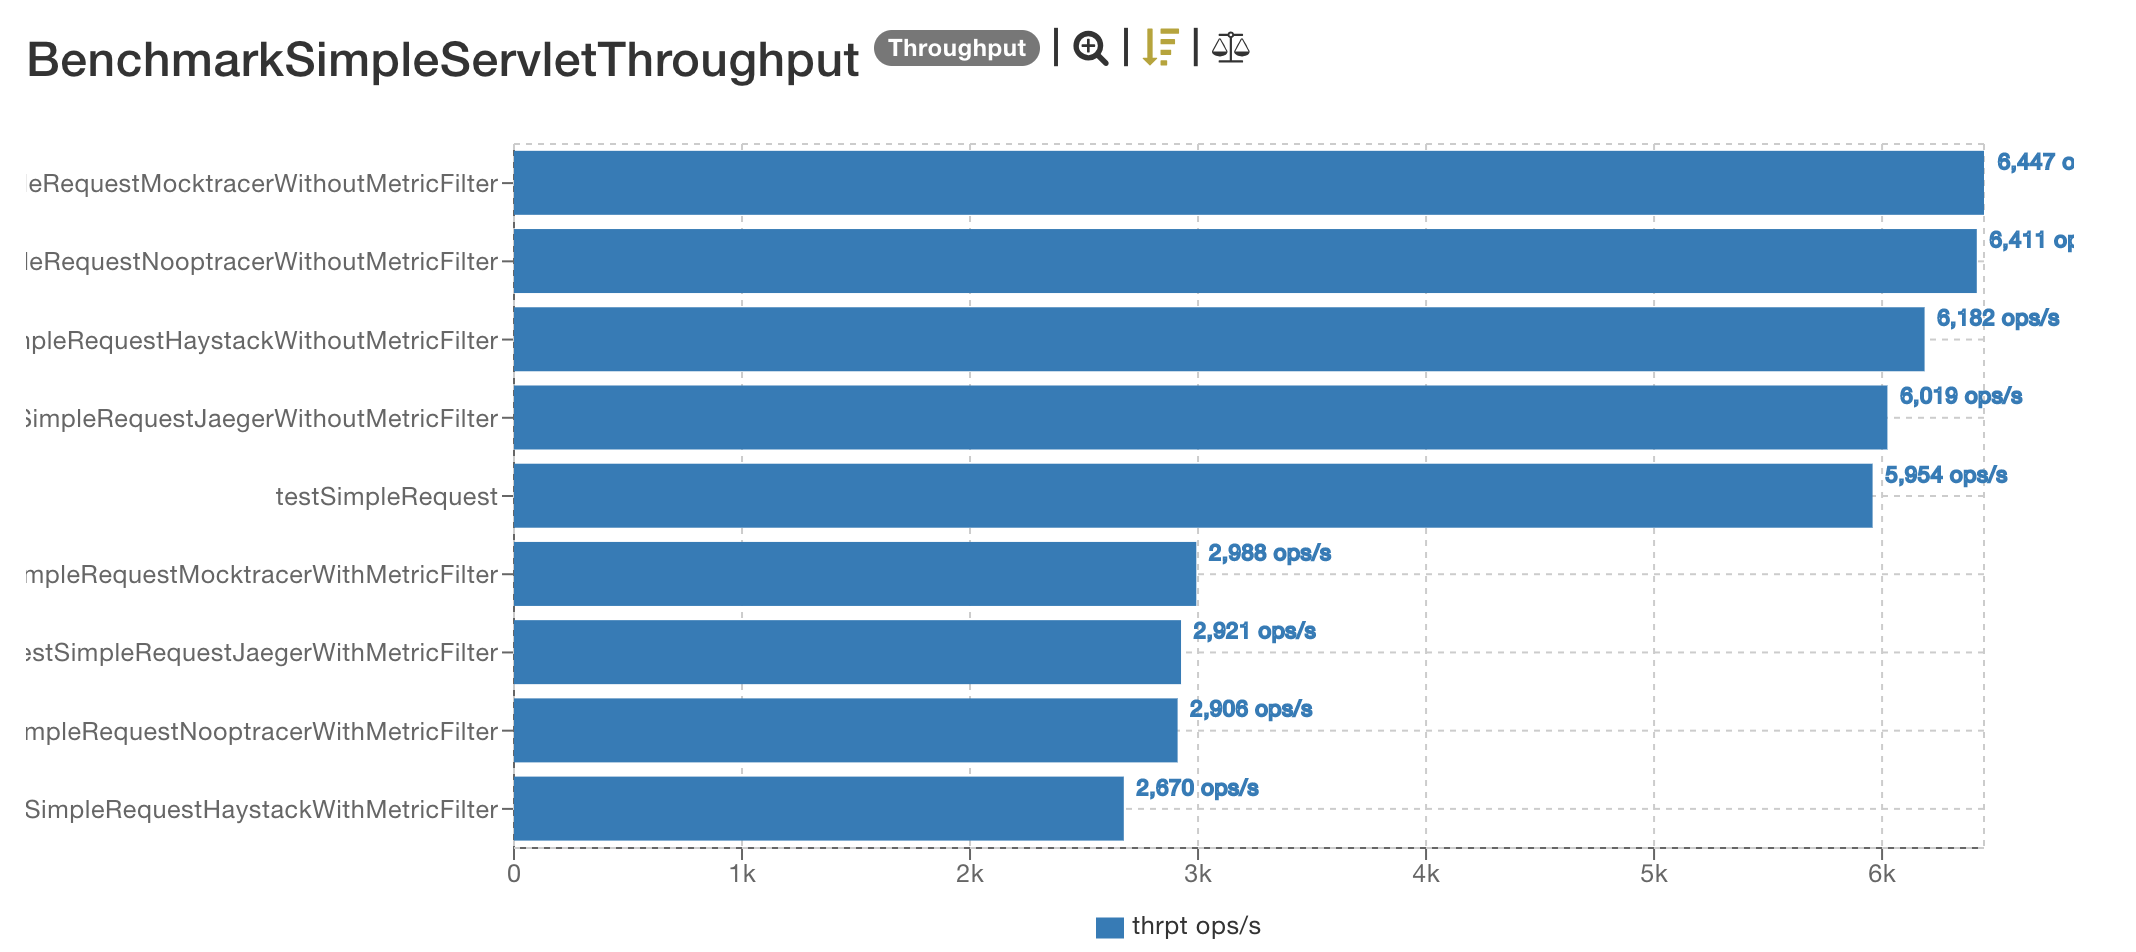 BenchmarkSimpleServletThroughput Throughput
eRequestMocktracerWithoutMetricFilter 6,447 o
leRequestNooptracerWithoutMetricFilter 6,411 op
pleRequestHaystackWithoutMetricFilter 6,182 ops/s
SimpleRequestJaegerWithoutMetricFilter 6,019 ops/s
testSimpleRequest 5,954 ops/s
mpleRequestMocktracerWithMetricFilter 2,988 ops/s
estSimpleRequestJaegerWithMetricFilter 2,921 ops/s
mpleRequestNooptracerWithMetricFilter 2,906 ops/s
SimpleRequestHaystackWithMetricFilter 2,670 ops/s
0 1k 2k 3k 4k 5k 6k
thrpt ops/s